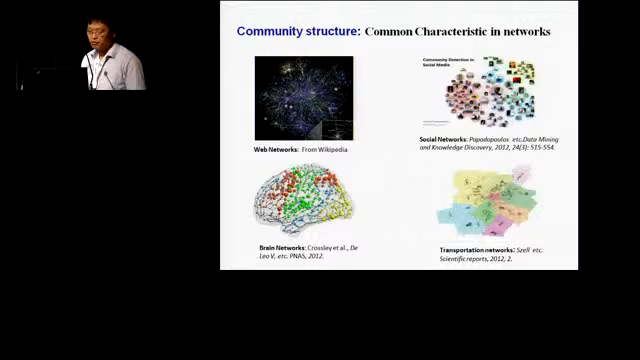 Community structure: Common Characteristic in networks
Community Detection in
Social Media
Web Networks: From Wikipedia
Social Networks: Papadopoulos etc.Data Mining
and Knowledge Discovery, 2012, 24(3): 515-554.
Brain Networks: Crossley et al., De
Leo V, etc. PNAS, 2012.
Transportation networks: Szell etc.
Scientific reports, 2012, 2.